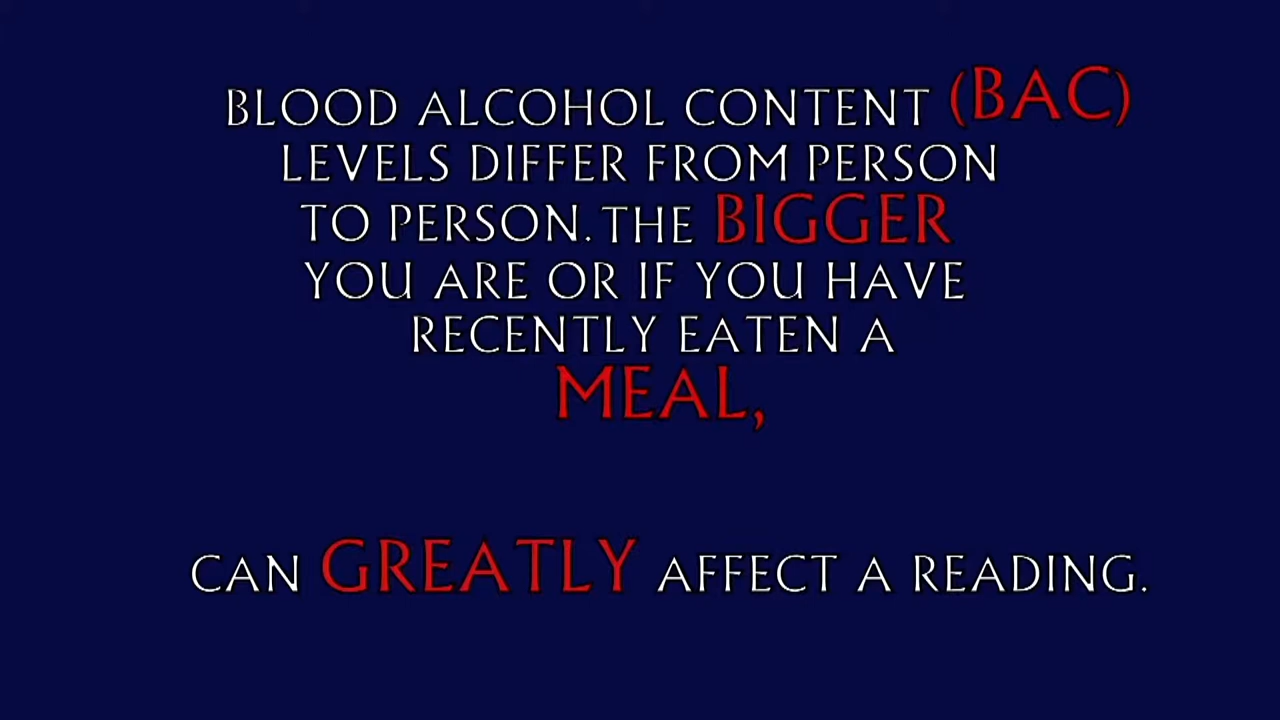 BLOOD ALCOHOL CONTENT (BAC)
LEVELS DIFFER FROM PERSON
TO PERSON. THE BIGGER
YOU ARE OR IF YOU HAVE
RECENTLY EATEN A
MEAL,
CAN GREATLY AFFECT A READING.